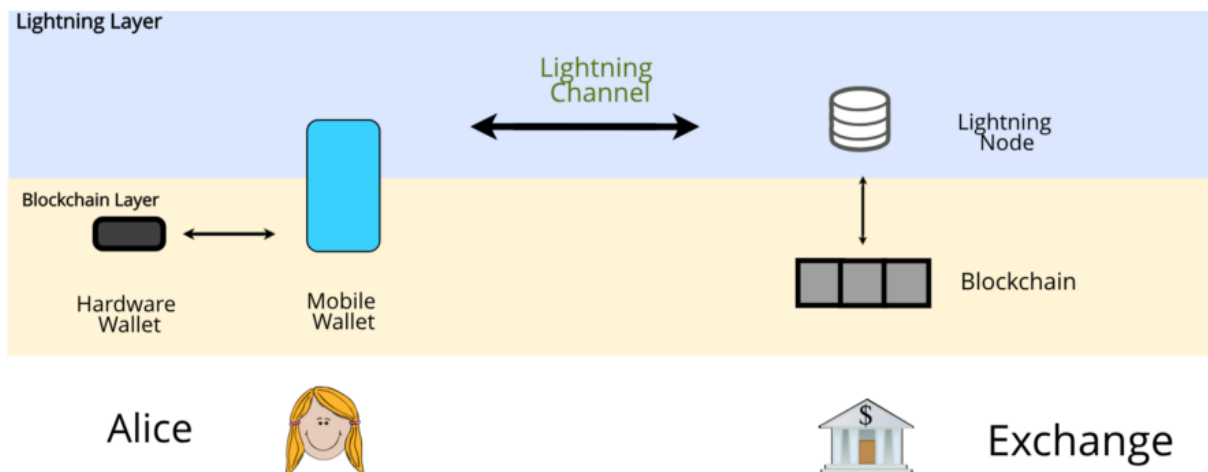 Lightning Layer
Lightning
Channel
Lightning
Node
Blockchain Layer
Hardware
Wallet
Mobile
Wallet
Blockchain
Alice
$
Exchange